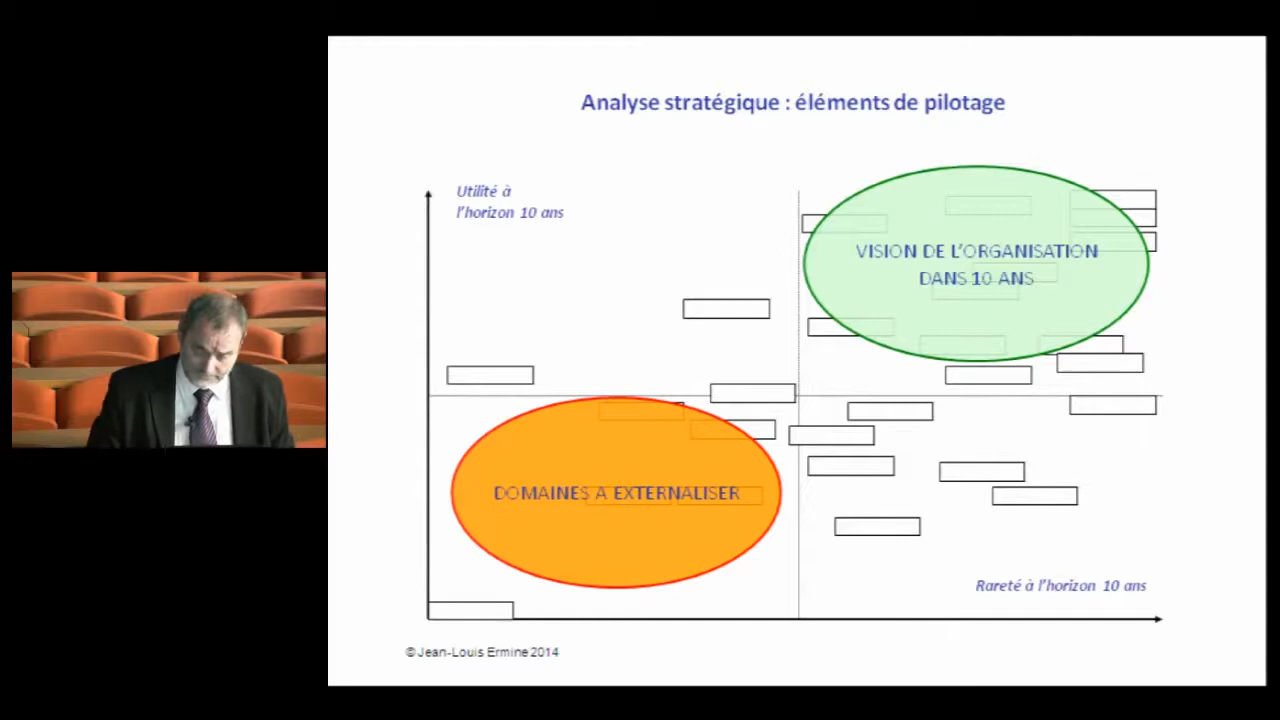 Analyse stratégique : éléments de pilotage
Utilité à
l'horizon 10 ans
VISION DE L'ORGANISATION
DANS 10 ANS
DOMAINES A EXTERNALISER
Rareté à l'horizon 10 ans
© Jean-Louis Ermine 2014